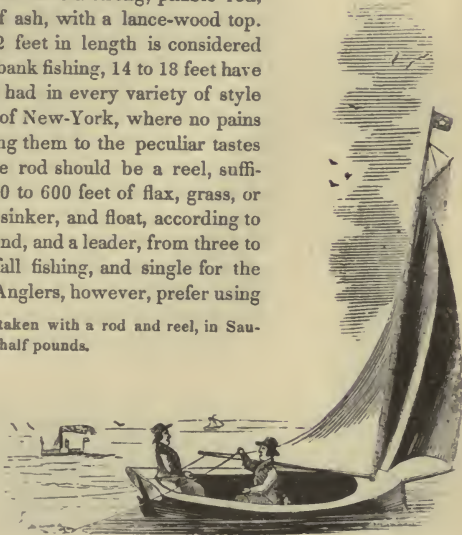 f ash, with a lance-wood top.
2 feet in length is considered
bank fishing, 14 to 18 feet have
had in every variety of style
of New-York, where no pains
ng them to the peculiar tastes
e rod should be a reel, suffi-
0 to 600 feet of flax, grass, or
sinker, and float, according to
nd, and a leader, from three to
all fishing, and single for the
Anglers, however, prefer using
taken with a rod and reel, in Sau-
half pounds.